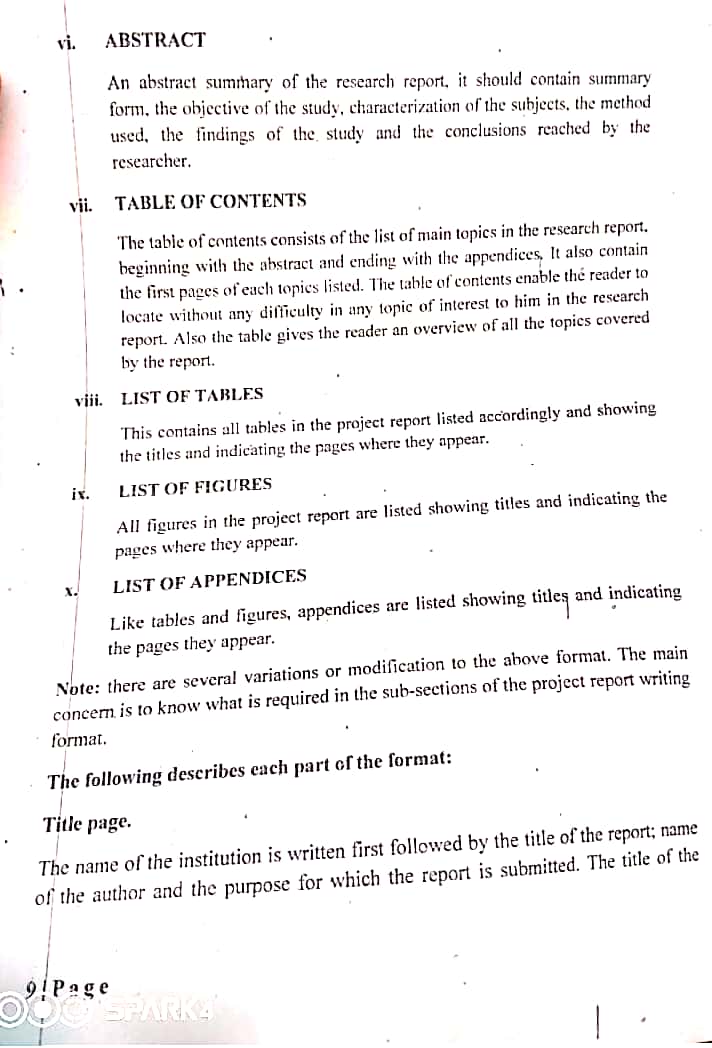 vi. ABSTRACT
An abstract summary of the research report, it should contain summary
form, the objective of the study, characterization of the subjects, the method
used, the findings of the study and the conclusions reached by the
researcher.
vii. TABLE OF CONTENTS
The table of contents consists of the list of main topics in the research report,
beginning with the abstract and ending with the appendices, It also contain
the first pages of each topics listed. The table of contents enable the reader to
locate without any difficulty in any topic of interest to him in the research
report. Also the table gives the reader an overview of all the topics covered
by the report.
viii. LIST OF TABLES
This contains all tables in the project report listed accordingly and showing
the titles and indicating the pages where they appear.
ix. LIST OF FIGURES
All figures in the project report are listed showing titles and indicating the
pages where they appear.
x. LIST OF APPENDICES
Like tables and figures, appendices are listed showing titles and indicating
the pages they appear.
Note: there are several variations or modification to the above format. The main
concern is to know what is required in the sub-sections of the project report writing
format.
The following describes each part of the format:
Title page.
The name of the institution is written first followed by the title of the report; name
of the author and the purpose for which the report is submitted. The title of the
9 | Page
SPARK 4